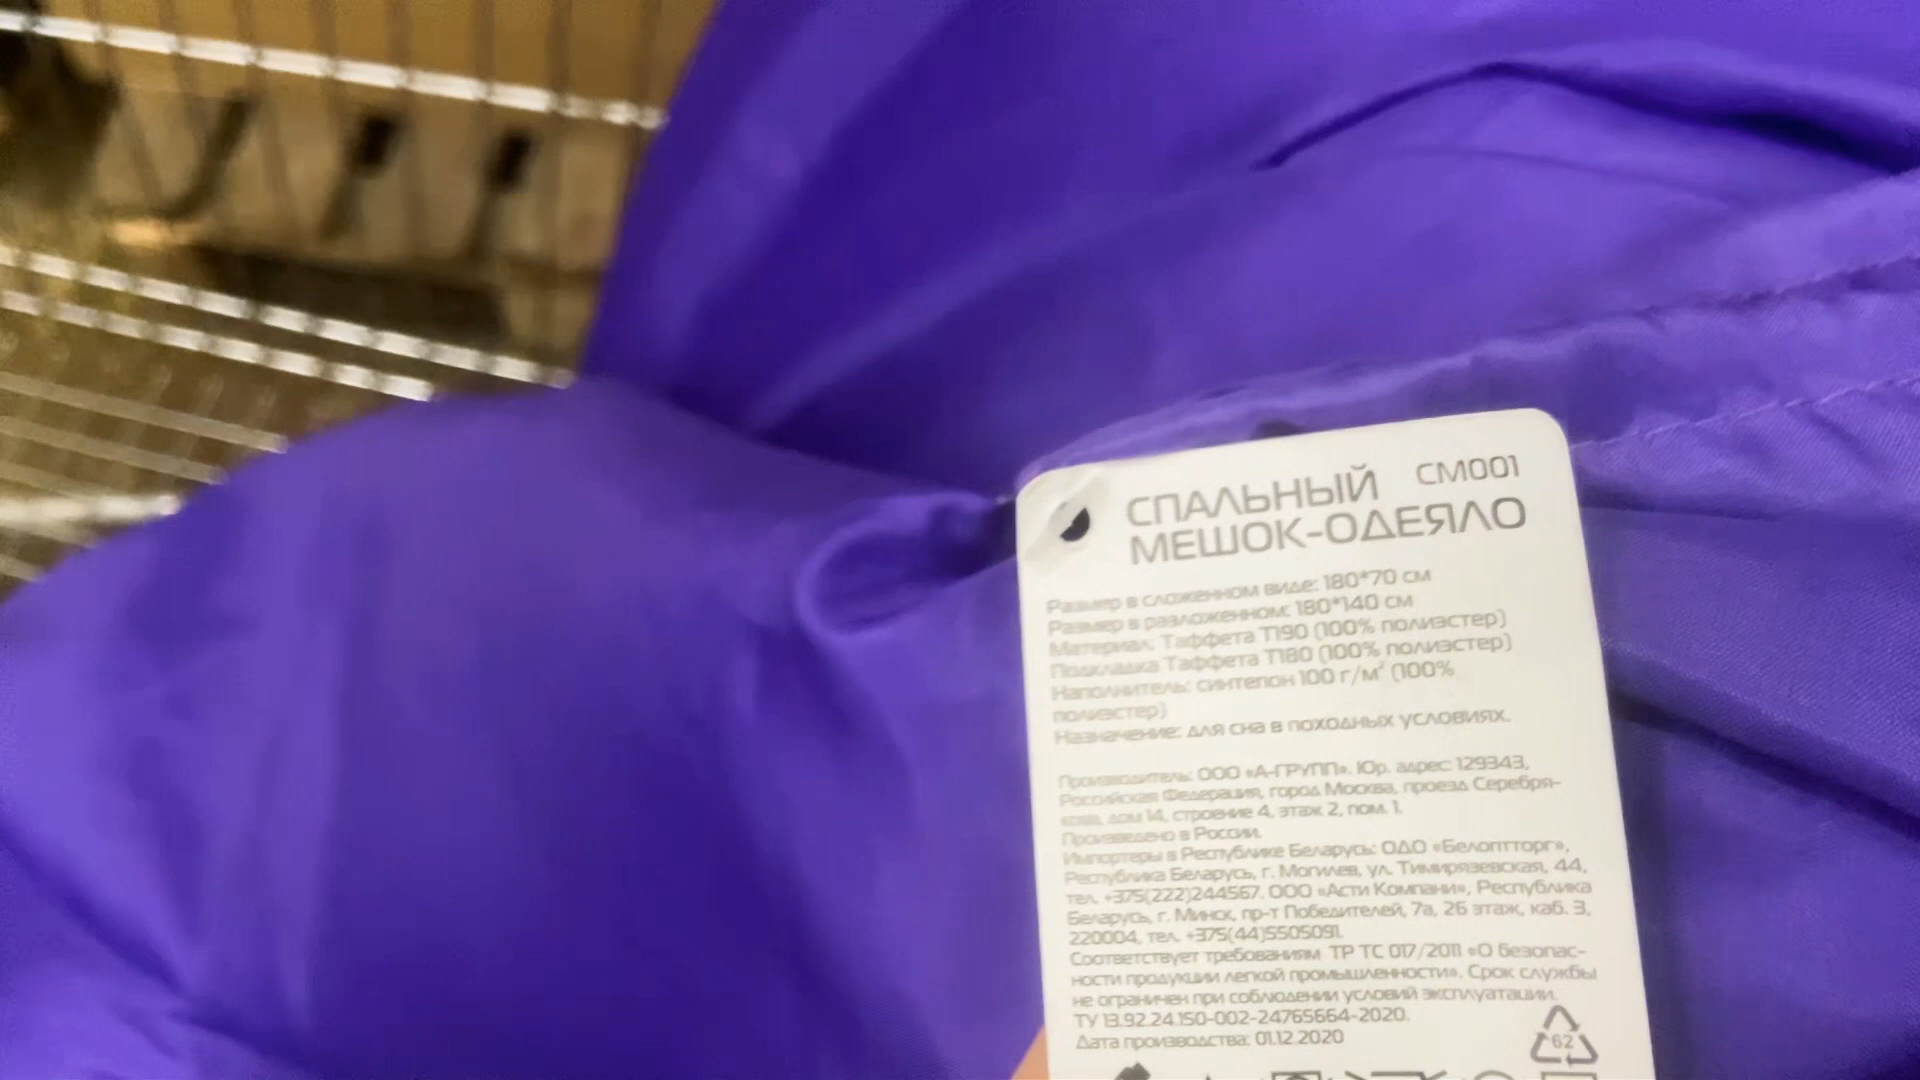 СПАЛЬНЫЙ СМ001
МЕШОК-ОДЕЯЛО
Размер в сложенном виде: 180*70 см
Размер в разложенном: 180*140 см
Материал: Таффета Т190 (100% полиэстер)
Подкладка Таффета Т180 (100% полиэстер)
Наполнитель: синтепон 100 г/м² (100%
полиэстер)
Назначение: для сна в походных условиях.
Производитель: ООО «А-ГРУПП». Юр. адрес: 129343,
Российская Федерация, город Москва, проезд Серебря-
кова, дом 14, строение 4, этаж 2, пом. 1.
Произведено в России.
Импортеры в Республике Беларусь: ОДО «Белоптторг»,
Республика Беларусь, г. Могилев, ул. Тимирязевская, 44,
тел. +375(222)244567. ООО «Асти Компани», Республика
Беларусь, г. Минск, пр-т Победителей, 7а, 26 этаж, каб. 3,
220004, тел. +375(44)5505091.
Соответствует требованиям ТР ТС 017/2011 «О безопас-
ности продукции легкой промышленности». Срок службы
не ограничен при соблюдении условий эксплуатации.
ТУ 13.92.24.150-002-24765664-2020.
Дата производства: 01.12.2020
62